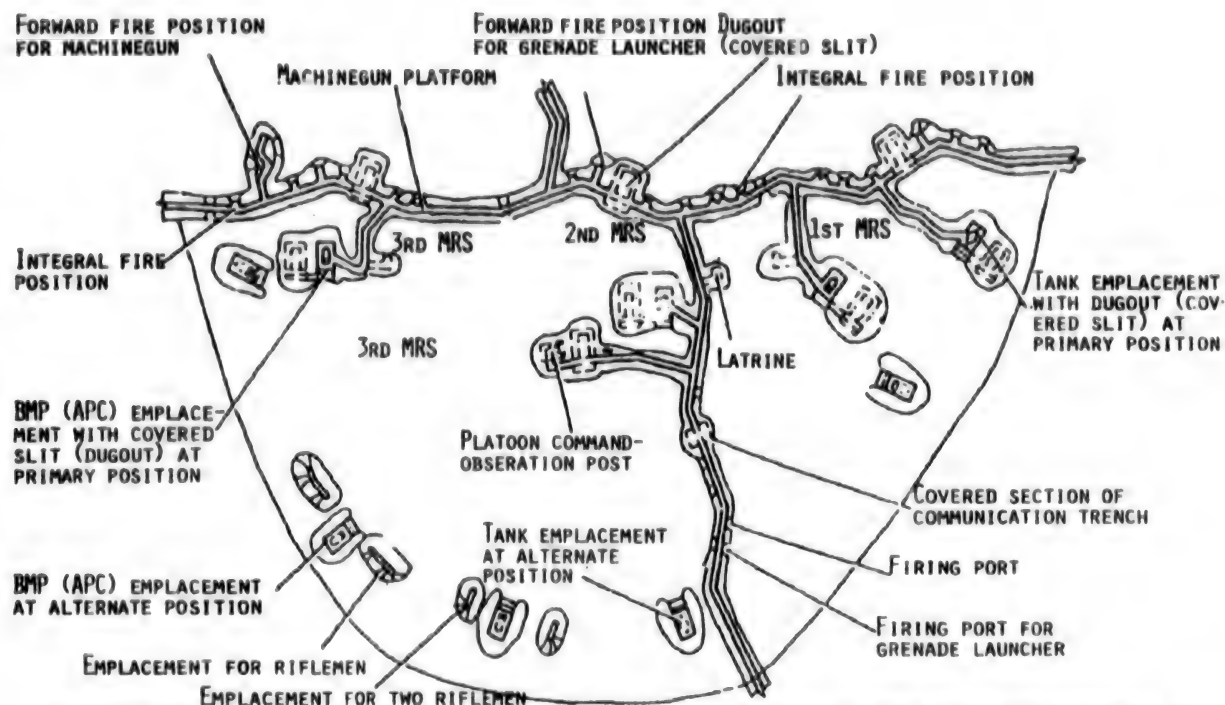 FORWARD FIRE POSITION
FOR MACHINEGUN
MACHINEGUN PLATFORM
FORWARD FIRE POSITION DUGOUT
FOR GRENADE LAUNCHER (COVERED SLIT)
INTEGRAL FIRE POSITION
3RD MRS
2ND MRS
1ST MRS
INTEGRAL FIRE
POSITION
TANK EMPLACEMENT
WITH DUGOUT (COV-
ERED SLIT) AT
PRIMARY POSITION
3RD MRS
LATRINE
BMP (APC) EMPLACE-
MENT WITH COVERED
SLIT (DUGOUT) AT
PRIMARY POSITION
PLATOON COMMAND-
OBSERATION POST
COVERED SECTION OF
COMMUNICATION TRENCH
TANK EMPLACEMENT
AT ALTERNATE
POSITION
FIRING PORT
BMP (APC) EMPLACEMENT
AT ALTERNATE POSITION
FIRING PORT FOR
GRENADE LAUNCHER
EMPLACEMENT FOR RIFLEMEN
EMPLACEMENT FOR TWO RIFLEMEN